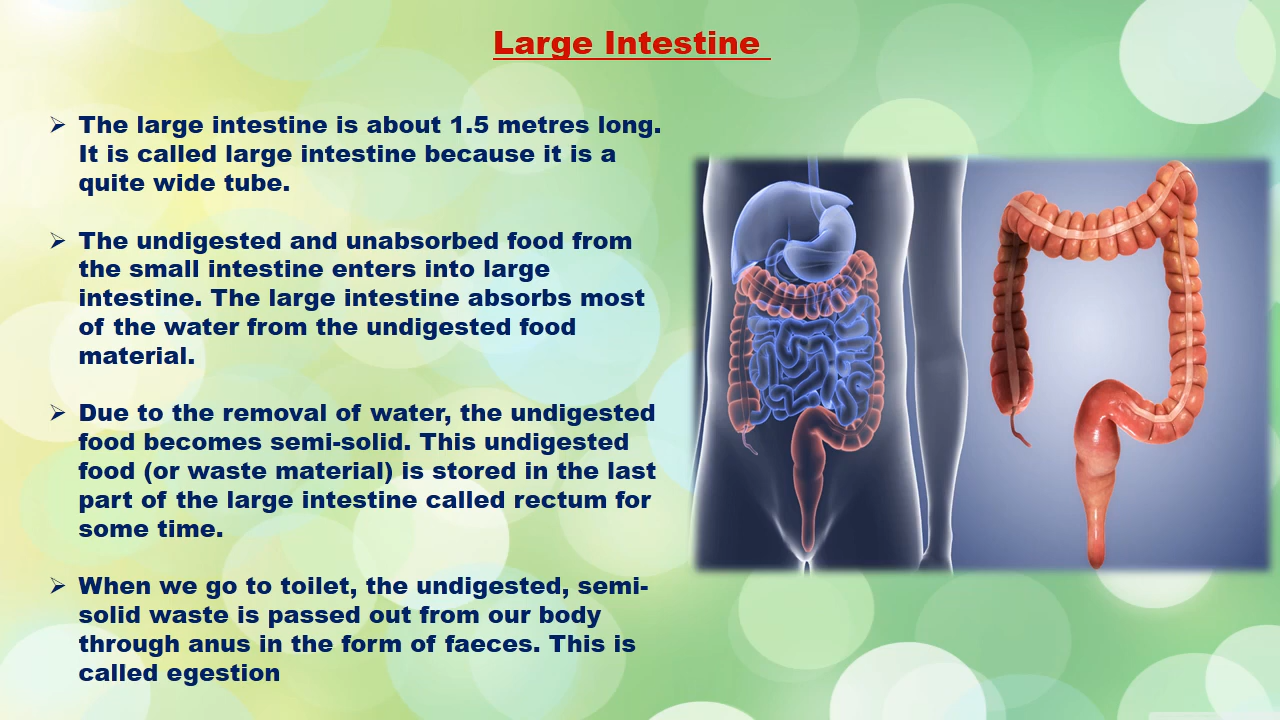 Large Intestine
➢ The large intestine is about 1.5 metres long.
It is called large intestine because it is a
quite wide tube.
➢ The undigested and unabsorbed food from
the small intestine enters into large
intestine. The large intestine absorbs most
of the water from the undigested food
material.
➢ Due to the removal of water, the undigested
food becomes semi-solid. This undigested
food (or waste material) is stored in the last
part of the large intestine called rectum for
some time.
➢ When we go to toilet, the undigested, semi-
solid waste is passed out from our body
through anus in the form of faeces. This is
called egestion